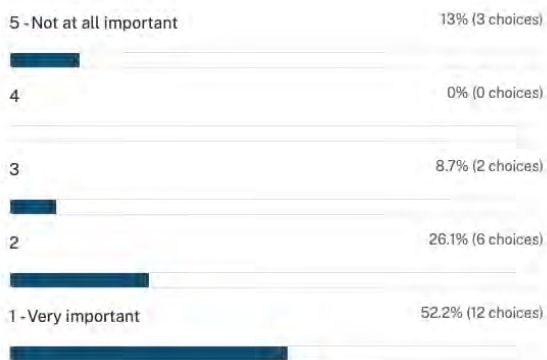 5 - Not at all important 13% (3 choices)
4 0% (0 choices)
3 8.7% (2 choices)
2 26.1% (6 choices)
1 - Very important 52.2% (12 choices)